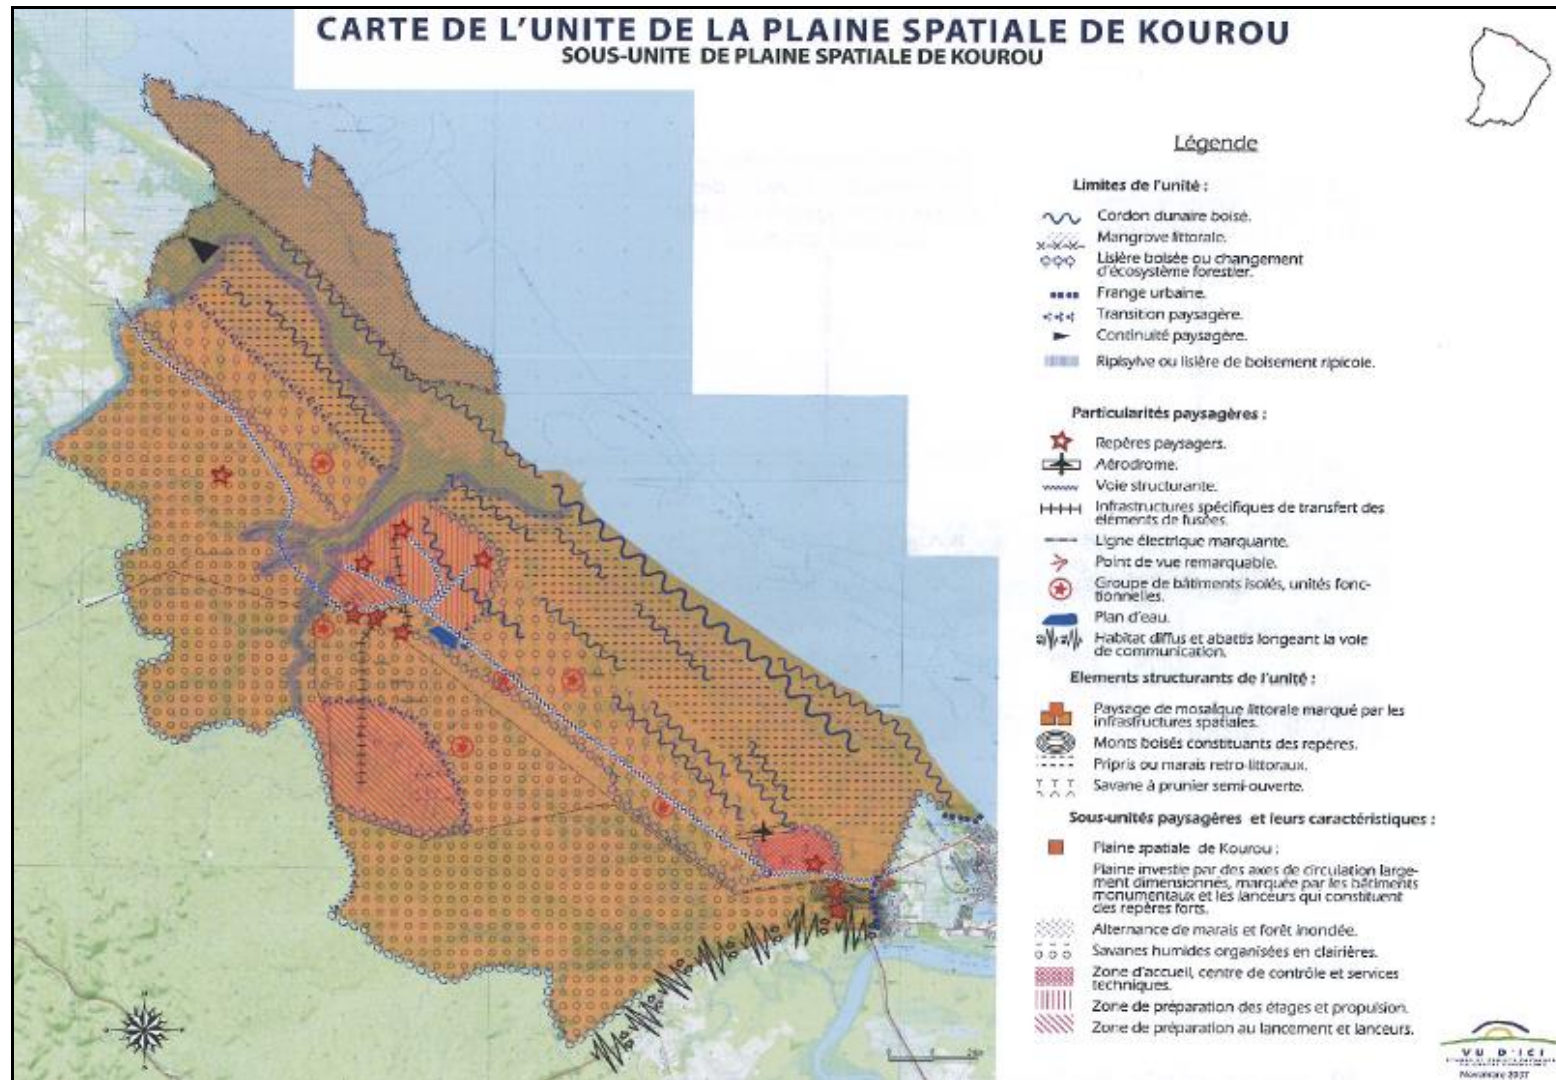 CARTE DE L'UNITE DE LA PLAINE SPATIALE DE KOUROU
SOUS-UNITE DE PLAINE SPATIALE DE KOUROU
Légende
Limites de l'unité :
Cordon dunaire boisé.
Mangrove littorale.
Lisière boisée ou changement
d'écosystème forestier.
Frange urbaine.
Transition paysagère.
Continuité paysagère.
Ripisylve ou lisière de boisement ripicole.
Particularités paysagères :
Repères paysagers.
Aérodrome.
Voie structurante.
Infrastructures spécifiques de transfert des
éléments de fusées.
Ligne électrique marquante.
Point de vue remarquable.
Groupe de bâtiments isolés, unités fonc-
tionnelles.
Plan d'eau.
Habitat diffus et abattis longeant la voie
de communication.
Elements structurants de l'unité :
Paysage de mosaïque littorale marqué par les
infrastructures spatiales.
Monts boisés constituants des repères.
Pripris ou marais retro-littoraux.
Savane à prunier semi-ouverte.
Sous-unités paysagères et leurs caractéristiques :
Plaine spatiale de Kourou :
Plaine investie par des axes de circulation large-
ment dimensionnés, marquée par les bâtiments
monumentaux et les lanceurs qui constituent
des repères forts.
Alternance de marais et forêt inondée.
Savanes humides organisées en clairières.
Zone d'accueil, centre de contrôle et services
techniques.
Zone de préparation des étages et propulsion.
Zone de préparation au lancement et lanceurs.
VU D'ICI
Novembre 2007